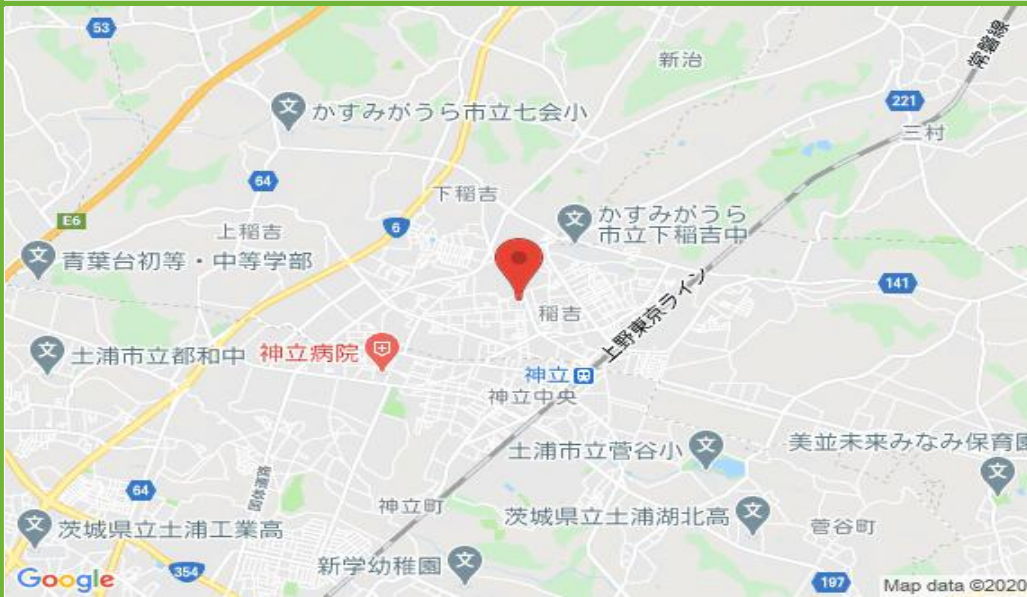 53
新治
常磐線
かすみがうら市立七会小
221
三村
64
下稲吉
E6
上稲吉
6
かすみがうら
市立下稲吉中
青葉台初等・中等学部
141
稲吉
上野東京ライン
土浦市立都和中
神立病院
神立
神立中央
土浦市立菅谷小
美並未来みなみ保育園
64
神立町
茨城県立土浦湖北高
菅谷町
茨城県立土浦工業高
新学幼稚園
354
197
Google
Map data ©2020